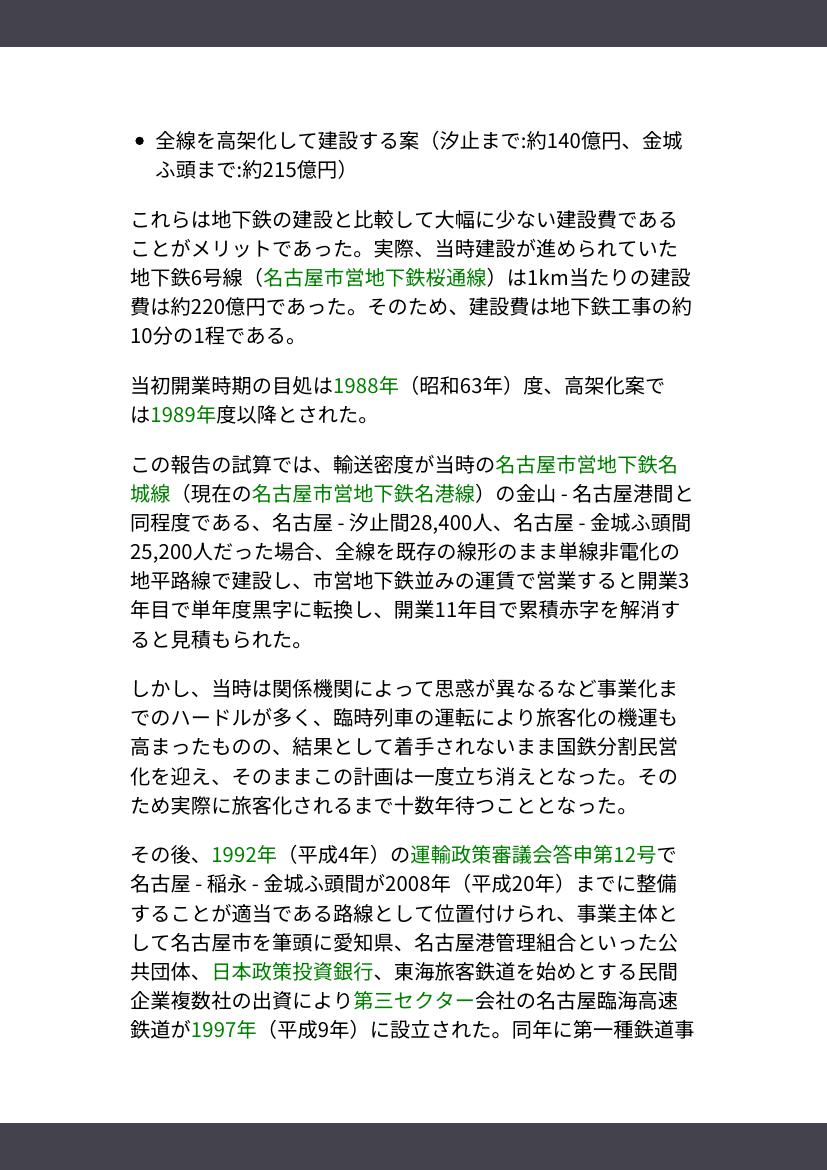 • 全線を高架化して建設する案（汐止まで:約140億円、金城
ふ頭まで:約215億円）
これらは地下鉄の建設と比較して大幅に少ない建設費である
ことがメリットであった。実際、当時建設が進められていた
地下鉄6号線（名古屋市営地下鉄桜通線）は1km当たりの建設
費は約220億円であった。そのため、建設費は地下鉄工事の約
10分の1程である。
当初開業時期の目処は1988年（昭和63年）度、高架化案で
は1989年度以降とされた。
この報告の試算では、輸送密度が当時の名古屋市営地下鉄名
城線（現在の名古屋市営地下鉄名港線）の金山 - 名古屋港間と
同程度である、名古屋 - 汐止間28,400人、名古屋 - 金城ふ頭間
25,200人だった場合、全線を既存の線形のまま単線非電化の
地平路線で建設し、市営地下鉄並みの運賃で営業すると開業3
年目で単年度黒字に転換し、開業11年目で累積赤字を解消す
ると見積もられた。
しかし、当時は関係機関によって思惑が異なるなど事業化ま
でのハードルが多く、臨時列車の運転により旅客化の機運も
高まったものの、結果として着手されないまま国鉄分割民営
化を迎え、そのままこの計画は一度立ち消えとなった。その
ため実際に旅客化されるまで十数年待つこととなった。
その後、1992年（平成4年）の運輸政策審議会答申第12号で
名古屋 - 稲永 - 金城ふ頭間が2008年（平成20年）までに整備
することが適当である路線として位置付けられ、事業主体と
して名古屋市を筆頭に愛知県、名古屋港管理組合といった公
共団体、日本政策投資銀行、東海旅客鉄道を始めとする民間
企業複数社の出資により第三セクター会社の名古屋臨海高速
鉄道が1997年（平成9年）に設立された。同年に第一種鉄道事